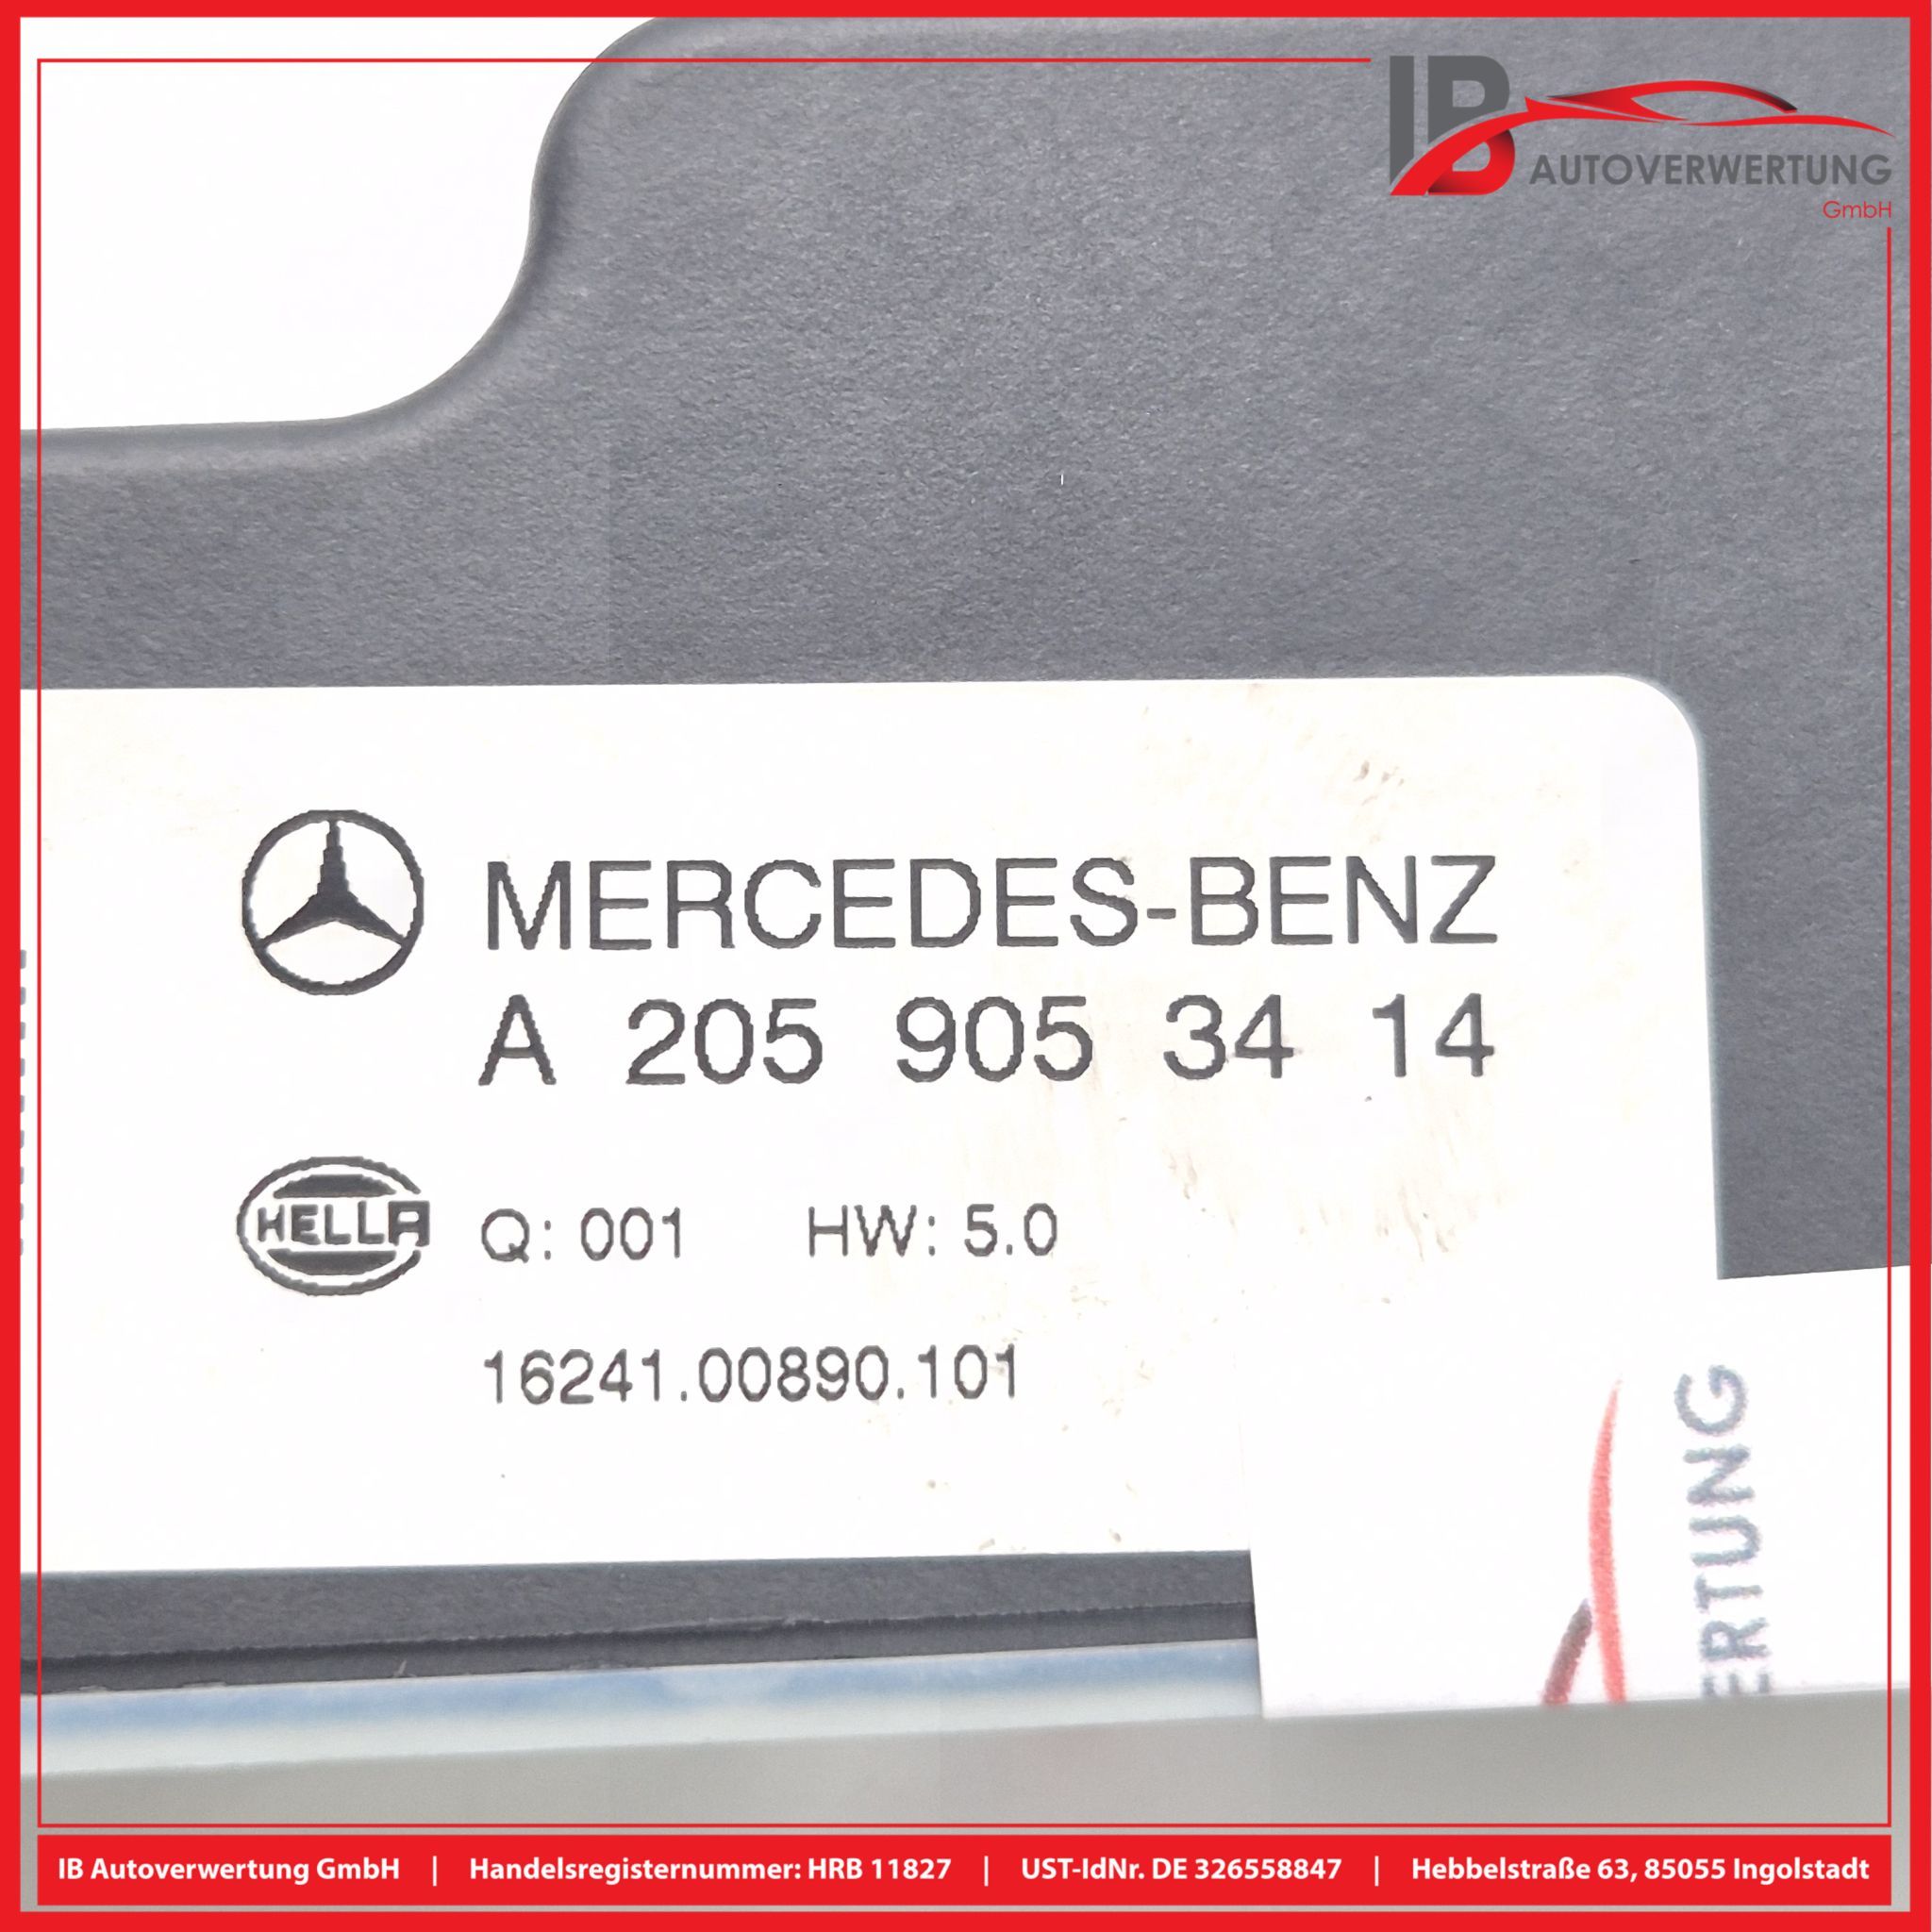 IB
AUTOVERWERTUNG
GmbH
MERCEDES-BENZ
A 205 905 34 14
HELLA
Q: 001 HW: 5.0
16241.00890.101
ERTUNG
IB Autoverwertung GmbH | Handelsregisternummer: HRB 11827 | UST-IdNr. DE 326558847 | Hebbelstraße 63, 85055 Ingolstadt